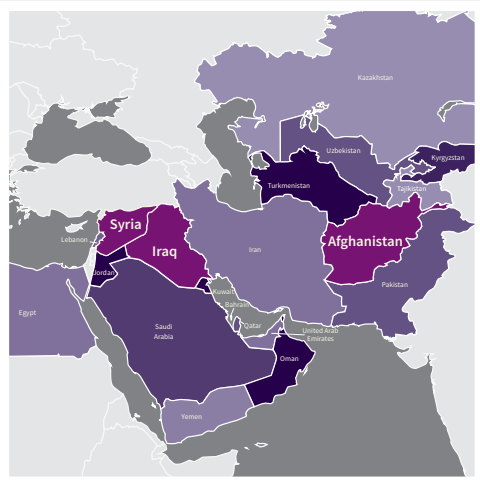 Kazakhstan
Uzbekistan
Kyrgyzstan
Turkmenistan
Tajikistan
Syria
Lebanon
Iraq
Iran
Afghanistan
Jordan
Pakistan
Kuwait
Bahrain
Egypt
Qatar
Saudi
Arabia
United Arab
Emirates
Oman
Yemen